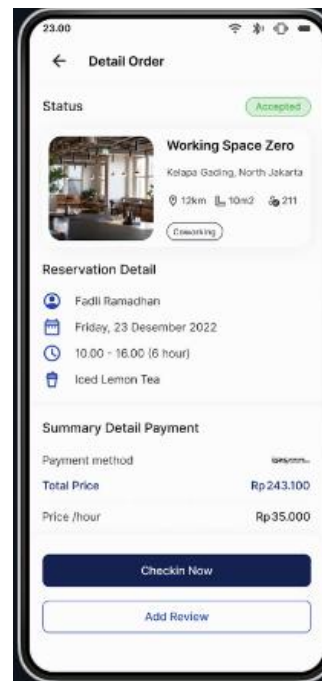 23.00
Detail Order
Status
Accepted
Working Space Zero
Kelapa Gading, North Jakarta
12km 10m2 211
Coworking
Reservation Detail
Fadli Ramadhan
Friday, 23 Desember 2022
10.00 - 16.00 (6 hour)
Iced Lemon Tea
Summary Detail Payment
Payment method
Total Price Rp243.100
Price /hour Rp35.000
Checkin Now
Add Review